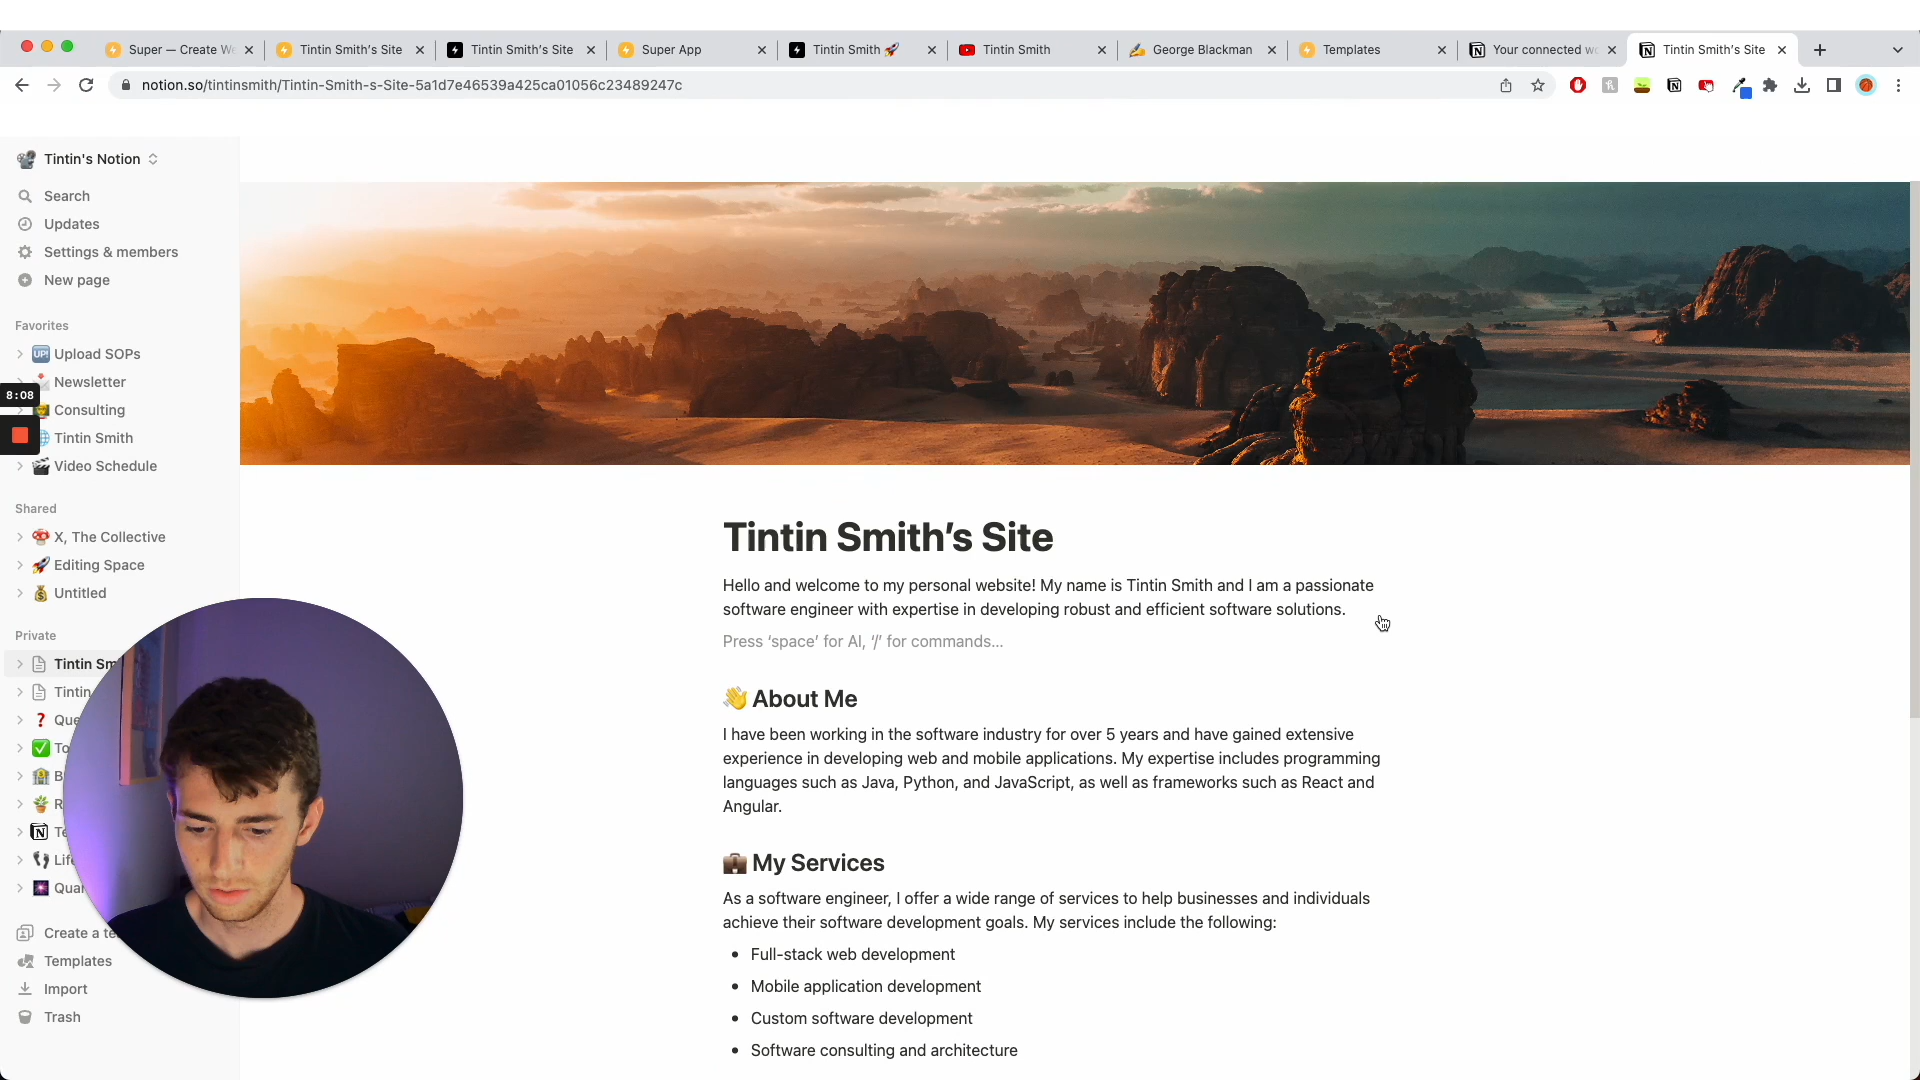 Super — Create We
Tintin Smith's Site
Tintin Smith's Site
Super App
Tintin Smith 🚀
Tintin Smith
George Blackman
Templates
Your connected wo
Tintin Smith's Site
notion.so/tintinsmith/Tintin-Smith-s-Site-5a1d7e46539a425ca01056c23489247c
Tintin's Notion
Search
Updates
Settings & members
New page
Favorites
UP! Upload SOPs
Newsletter
8:08
Consulting
Tintin Smith
Video Schedule
Shared
X, The Collective
Editing Space
Untitled
Private
Tintin Sm
Tintin
Que
To
B
R
Te
Life
Quar
Create a te
Templates
Import
Trash
Tintin Smith's Site
Hello and welcome to my personal website! My name is Tintin Smith and I am a passionate
software engineer with expertise in developing robust and efficient software solutions.
Press 'space' for AI, '/' for commands…
👋 About Me
I have been working in the software industry for over 5 years and have gained extensive
experience in developing web and mobile applications. My expertise includes programming
languages such as Java, Python, and JavaScript, as well as frameworks such as React and
Angular.
💼 My Services
As a software engineer, I offer a wide range of services to help businesses and individuals
achieve their software development goals. My services include the following:
• Full-stack web development
• Mobile application development
• Custom software development
• Software consulting and architecture